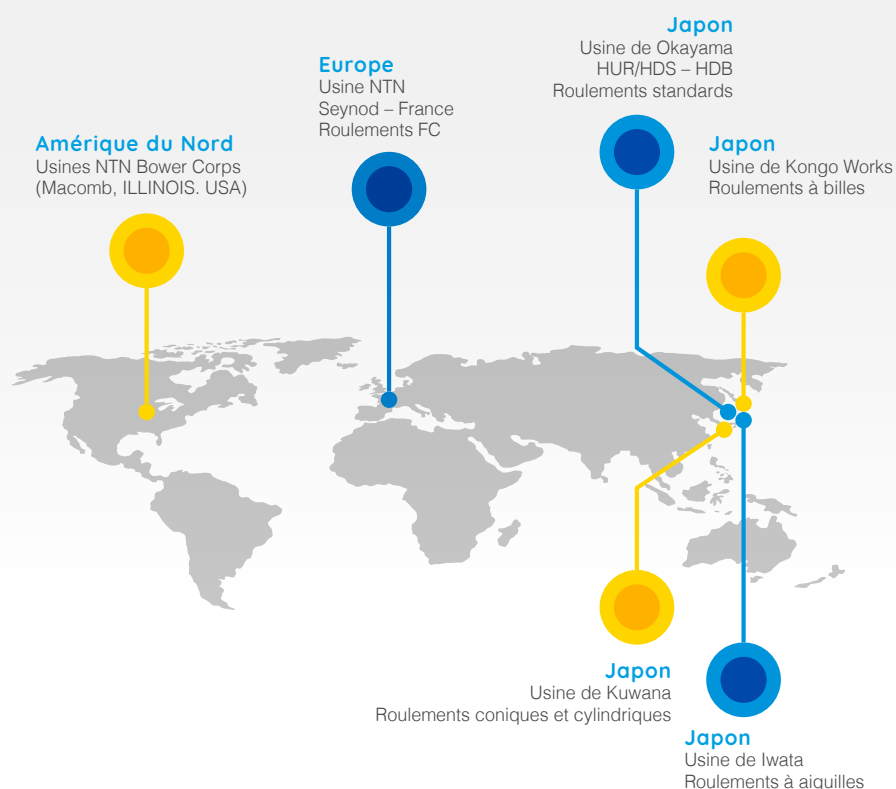 Japon
Usine de Okayama
HUR/HDS – HDB
Roulements standards
Europe
Usine NTN
Seynod – France
Roulements FC
Amérique du Nord
Usines NTN Bower Corps
(Macomb, ILLINOIS. USA)
Japon
Usine de Kongo Works
Roulements à billes
Japon
Usine de Kuwana
Roulements coniques et cylindriques
Japon
Usine de Iwata
Roulements à aiguilles